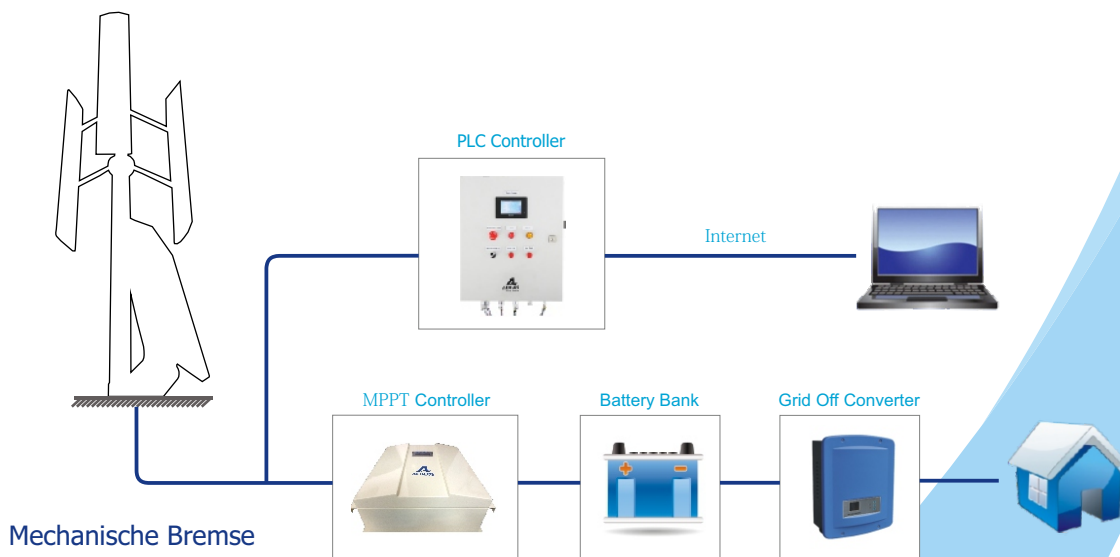 PLC Controller
Internet
MPPT Controller
Battery Bank
Grid Off Converter
Mechanische Bremse